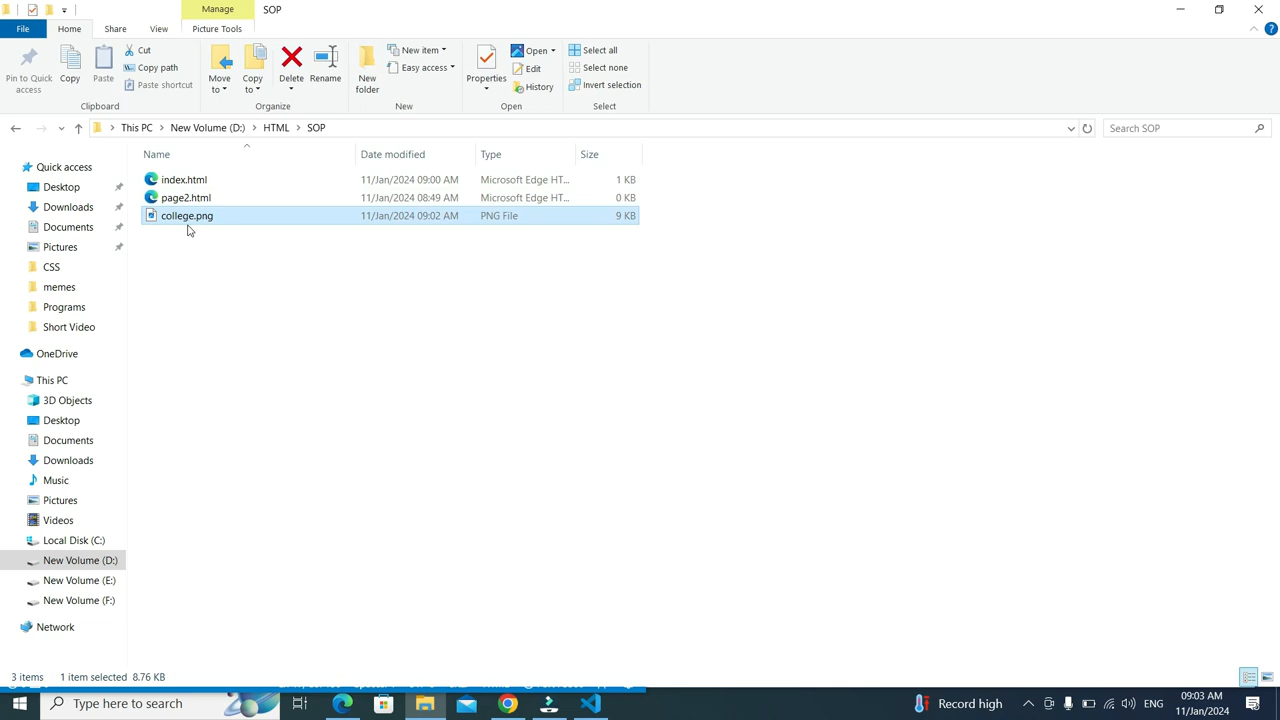 Manage
SOP
File
Home
Share
View
Picture Tools
Pin to Quick access
Copy
Paste
Cut
Copy path
Paste shortcut
Clipboard
Move to
Copy to
Delete
Rename
Organize
New folder
New item
Easy access
New
Properties
Open
Edit
History
Open
Select all
Select none
Invert selection
Select
This PC > New Volume (D:) > HTML > SOP
Search SOP
Name Date modified Type Size
index.html 11/Jan/2024 09:00 AM Microsoft Edge HT... 1 KB
page2.html 11/Jan/2024 08:49 AM Microsoft Edge HT... 0 KB
college.png 11/Jan/2024 09:02 AM PNG File 9 KB
Quick access
Desktop
Downloads
Documents
Pictures
CSS
memes
Programs
Short Video
OneDrive
This PC
3D Objects
Desktop
Documents
Downloads
Music
Pictures
Videos
Local Disk (C:)
New Volume (D:)
New Volume (E:)
New Volume (F:)
Network
3 items 1 item selected 8.76 KB
Type here to search
Record high
ENG
09:03 AM
11/Jan/2024